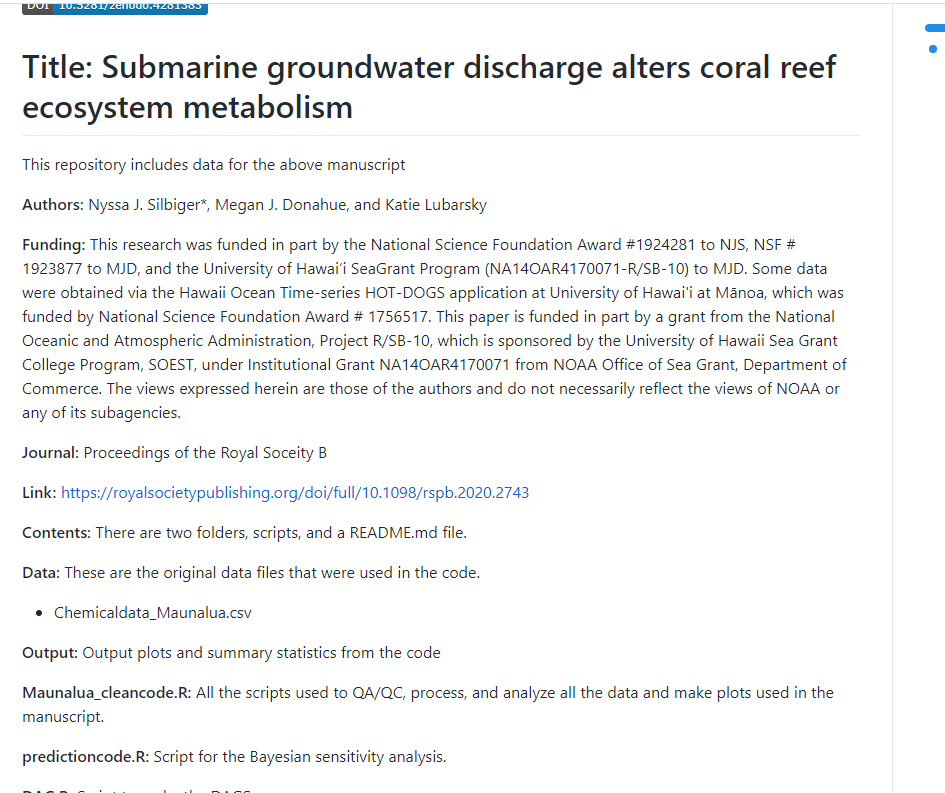 DOI 10.5281/zenodo.4281383
Title: Submarine groundwater discharge alters coral reef
ecosystem metabolism
This repository includes data for the above manuscript
Authors: Nyssa J. Silbiger*, Megan J. Donahue, and Katie Lubarsky
Funding: This research was funded in part by the National Science Foundation Award #1924281 to NJS, NSF #
1923877 to MJD, and the University of Hawaiʻi SeaGrant Program (NA14OAR4170071-R/SB-10) to MJD. Some data
were obtained via the Hawaii Ocean Time-series HOT-DOGS application at University of Hawai'i at Mānoa, which was
funded by National Science Foundation Award # 1756517. This paper is funded in part by a grant from the National
Oceanic and Atmospheric Administration, Project R/SB-10, which is sponsored by the University of Hawaii Sea Grant
College Program, SOEST, under Institutional Grant NA14OAR4170071 from NOAA Office of Sea Grant, Department of
Commerce. The views expressed herein are those of the authors and do not necessarily reflect the views of NOAA or
any of its subagencies.
Journal: Proceedings of the Royal Soceity B
Link: https://royalsocietypublishing.org/doi/full/10.1098/rspb.2020.2743
Contents: There are two folders, scripts, and a README.md file.
Data: These are the original data files that were used in the code.
• Chemicaldata_Maunalua.csv
Output: Output plots and summary statistics from the code
Maunalua_cleancode.R: All the scripts used to QA/QC, process, and analyze all the data and make plots used in the
manuscript.
predictioncode.R: Script for the Bayesian sensitivity analysis.